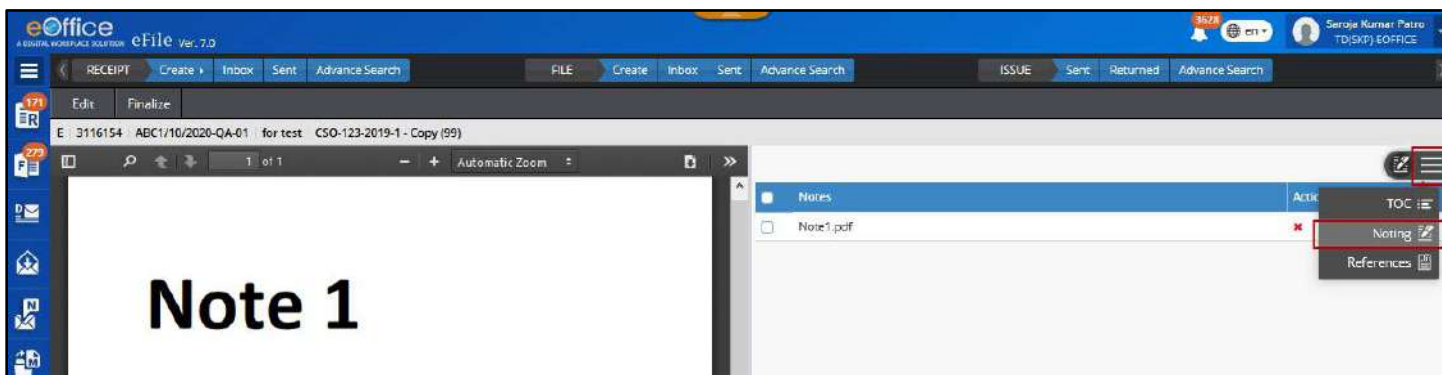 eOffice
A DIGITAL WORKPLACE SOLUTION eFile Ver. 7.0
3628
en
Saroja Kumar Patro
TD(SKP)-EOFFICE
RECEIPT Create Inbox Sent Advance Search FILE Create Inbox Sent Advance Search ISSUE Sent Returned Advance Search
171
R
Edit Finalize
E 3116154 ABC1/10/2020-QA-01 for test CSO-123-2019-1 - Copy (99)
279
F
1 of 1
Automatic Zoom
Notes
TOC
D
Note1.pdf
Noting
References
Note 1
N
M